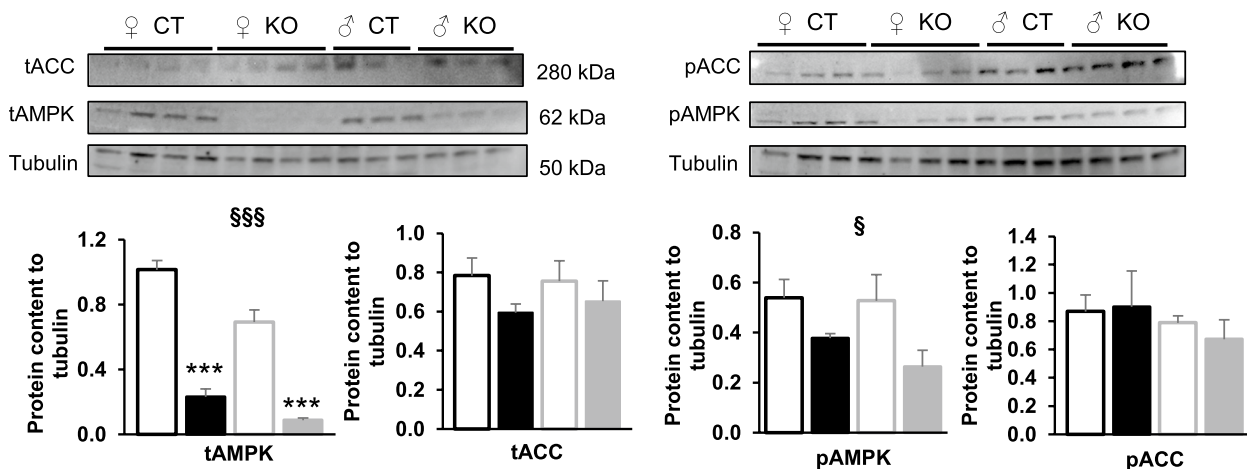 ♀ CT ♀ KO ♂ CT ♂ KO
tACC 280 kDa
tAMPK 62 kDa
Tubulin 50 kDa
♀ CT ♀ KO ♂ CT ♂ KO
pACC
pAMPK
Tubulin
§§§
Protein content to
tubulin
1.2
0.8
0.4
0.0
***
***
tAMPK
Protein content to
tubulin
1.0
0.8
0.6
0.4
0.2
0.0
tACC
§
Protein content to
tubulin
0.8
0.6
0.4
0.2
0.0
pAMPK
Protein content to
tubulin
1.4
1.2
1.0
0.8
0.6
0.4
0.2
0.0
pACC